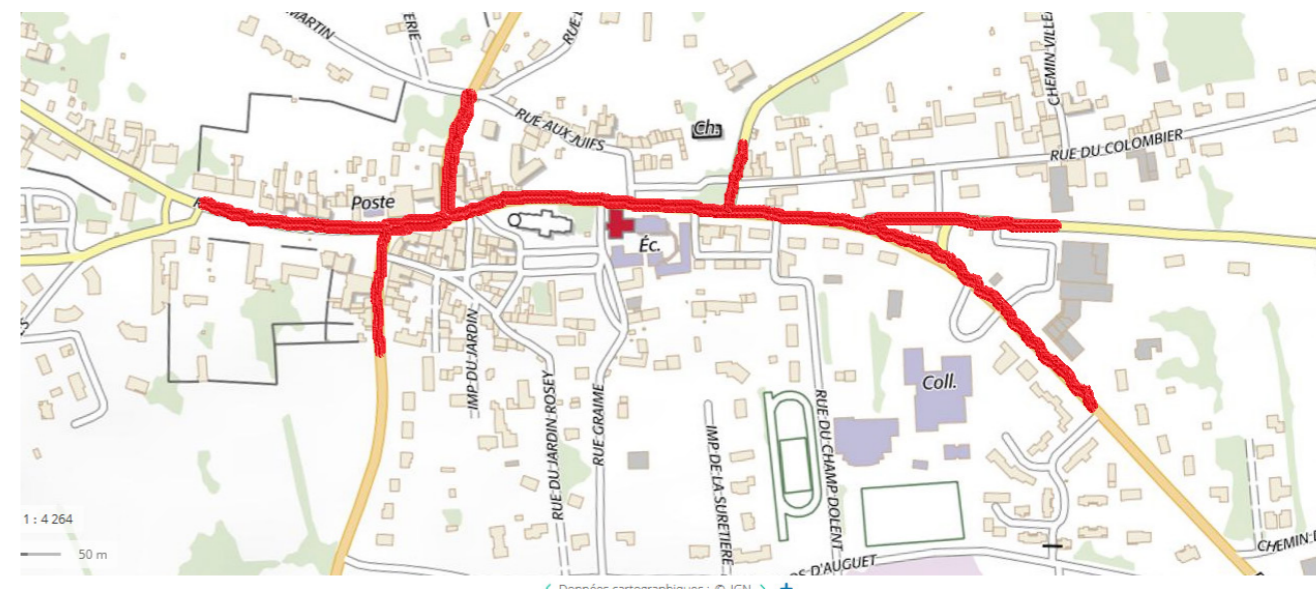 MARTIN
ERIE
RUE
CHEMIN
RUE AUX JUIFS
Ch.
RUE DU COLOMBIER
Poste
Éc.
IMP DU JARDIN
RUE DU JARDIN ROSEY
RUE GRAIME
IMP DE LA SURETIERE
RUE DU CHAMP DOLENT
Coll.
1 : 4 264
50 m
D'AUGUET
CHEMIN
Données cartographiques : © IGN